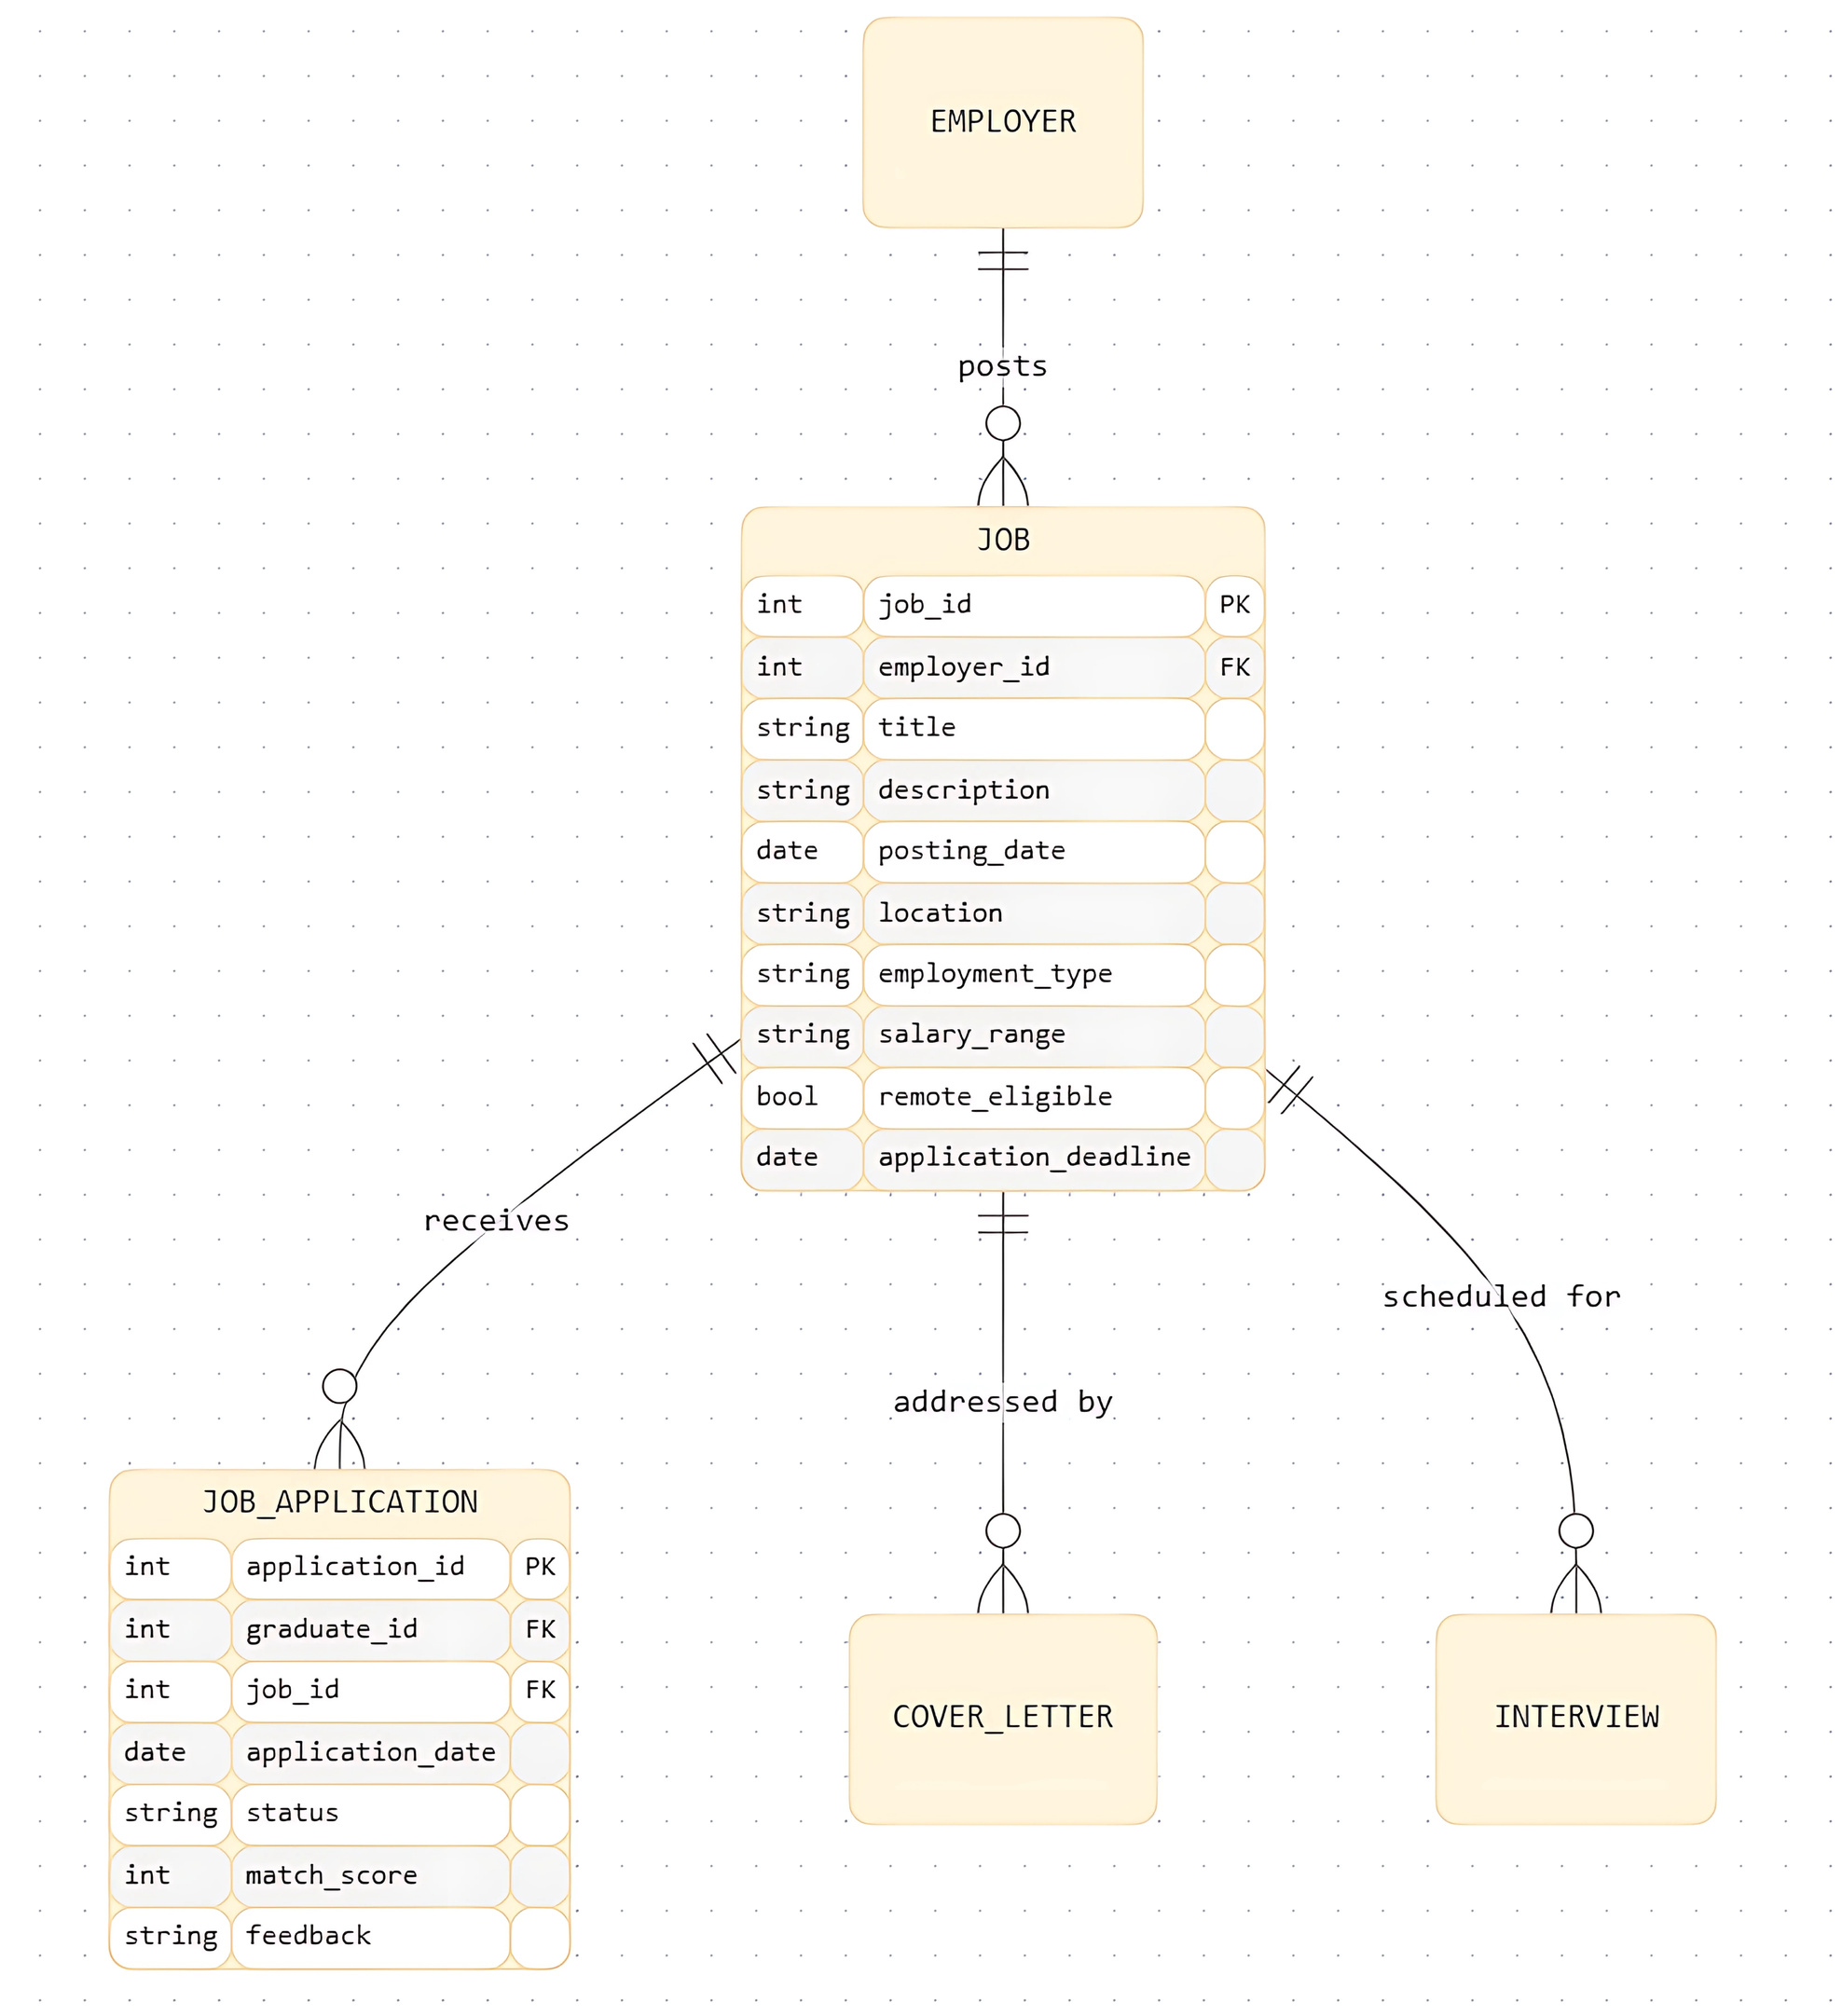 EMPLOYER
posts
JOB
int job_id PK
int employer_id FK
string title
string description
date posting_date
string location
string employment_type
string salary_range
bool remote_eligible
date application_deadline
receives
scheduled for
addressed by
JOB_APPLICATION
int application_id PK
int graduate_id FK
int job_id FK
date application_date
string status
int match_score
string feedback
COVER_LETTER
INTERVIEW